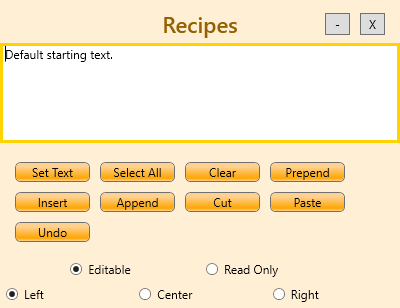 Recipes - X
Default starting text.
Set Text Select All Clear Prepend
Insert Append Cut Paste
Undo
Editable Read Only
Left Center Right